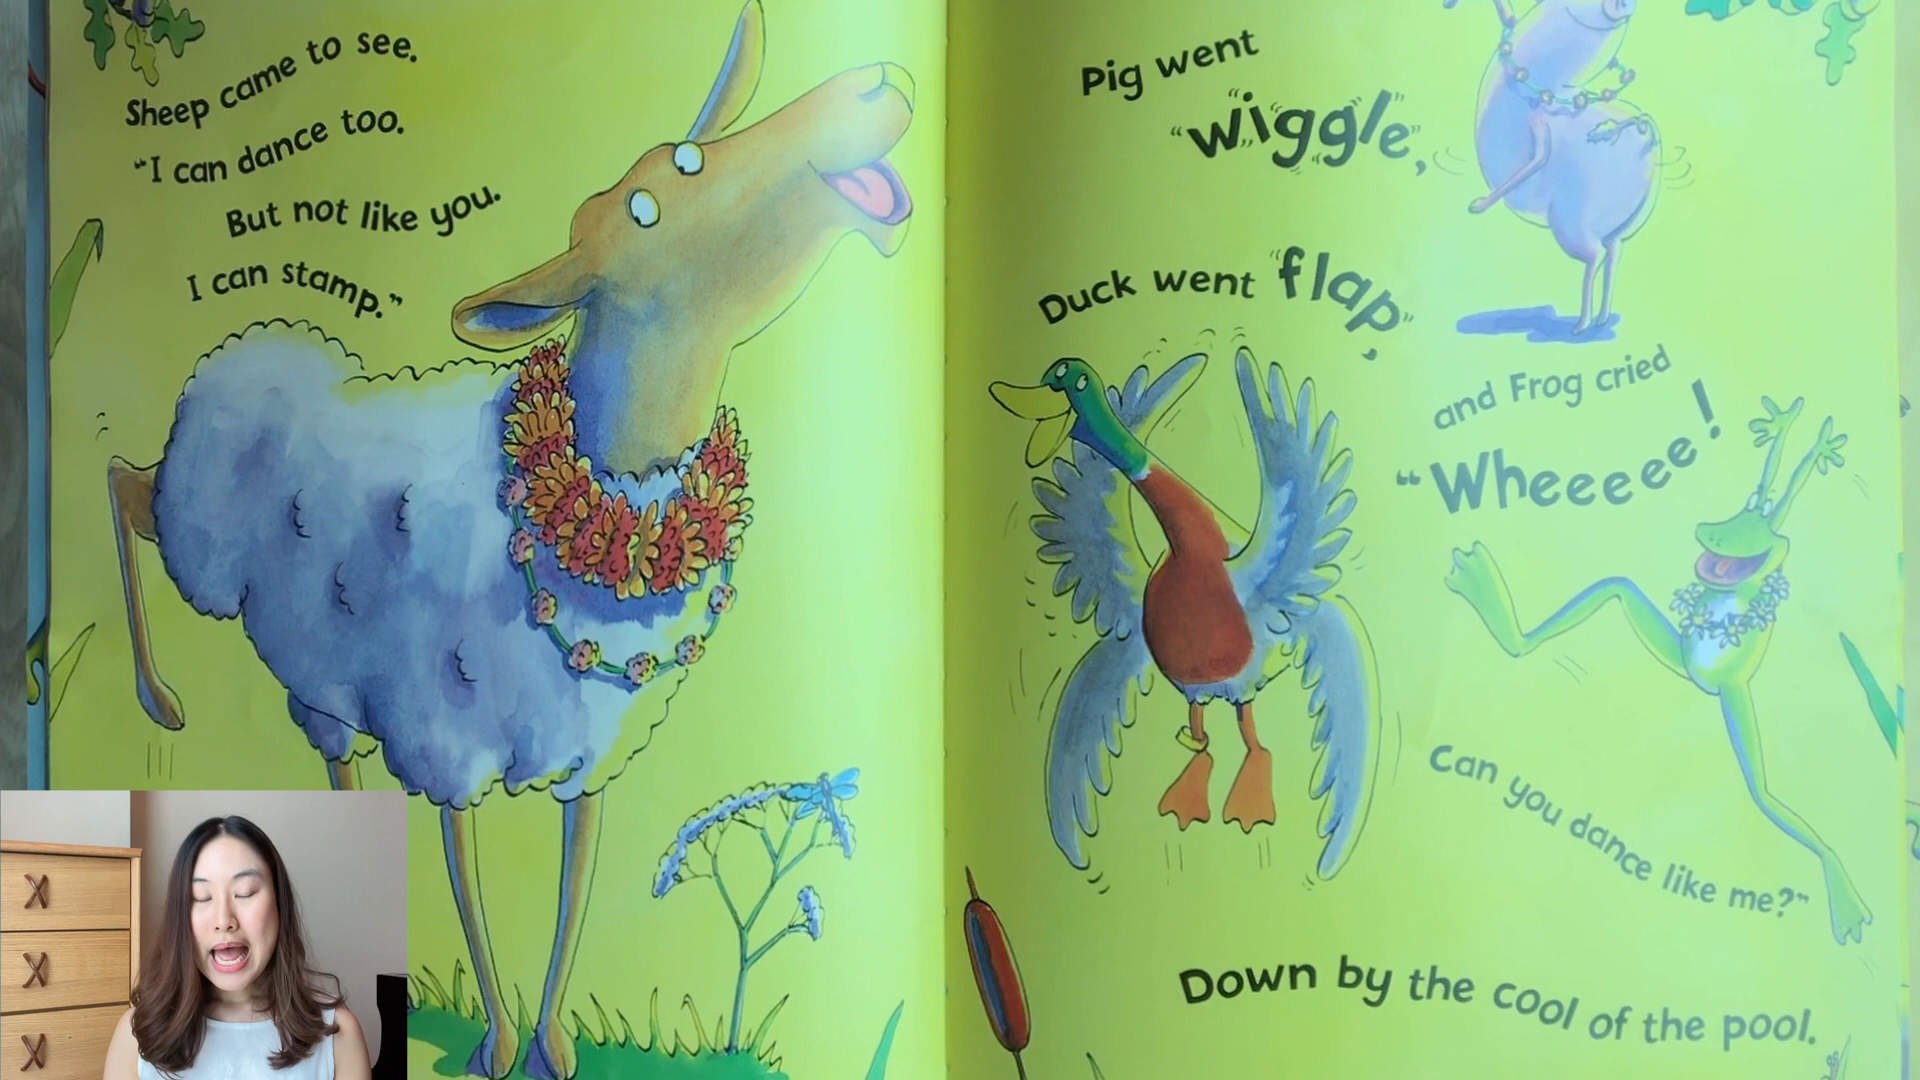 Sheep came to see.
"I can dance too.
But not like you.
I can stamp."
Pig went
"wiggle",
Duck went "flap",
and Frog cried
"Wheeeee!
Can you dance like me?"
Down by the cool of the pool.